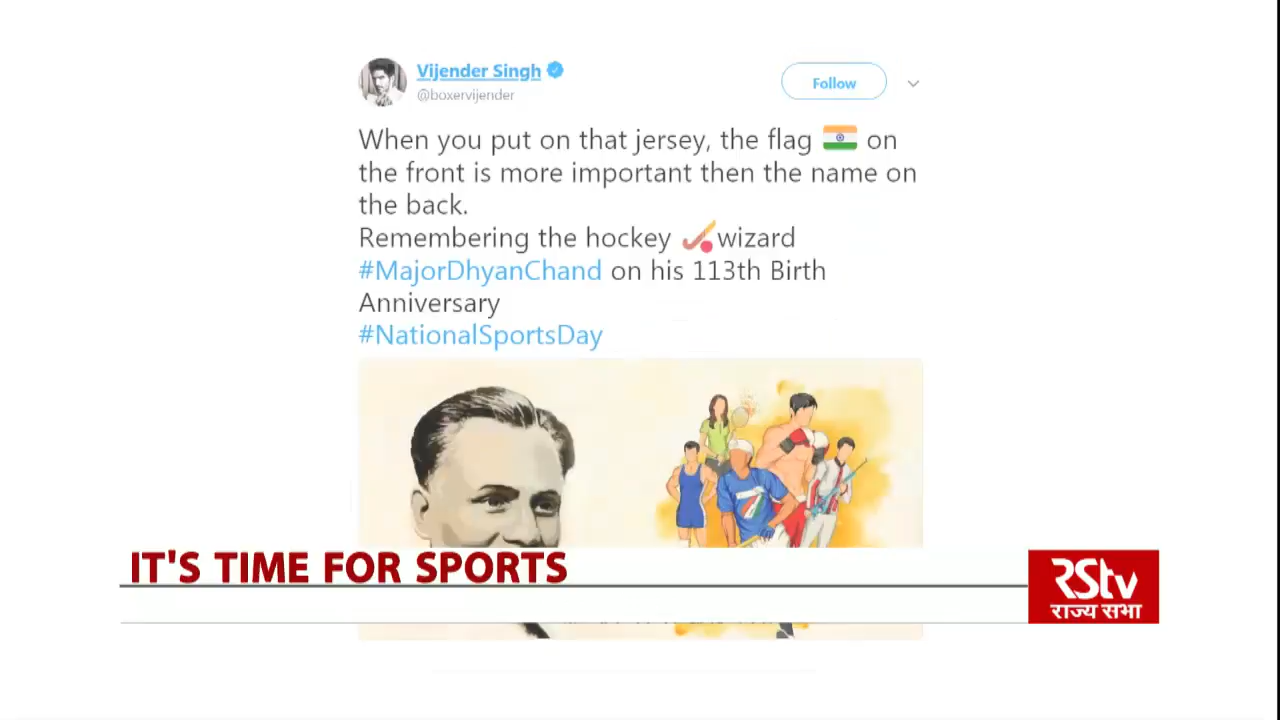 Vijender Singh
@boxervijender
Follow
When you put on that jersey, the flag 🇮🇳 on
the front is more important then the name on
the back.
Remembering the hockey 🏑wizard
#MajorDhyanChand on his 113th Birth
Anniversary
#NationalSportsDay
IT'S TIME FOR SPORTS
RStv
राज्य सभा